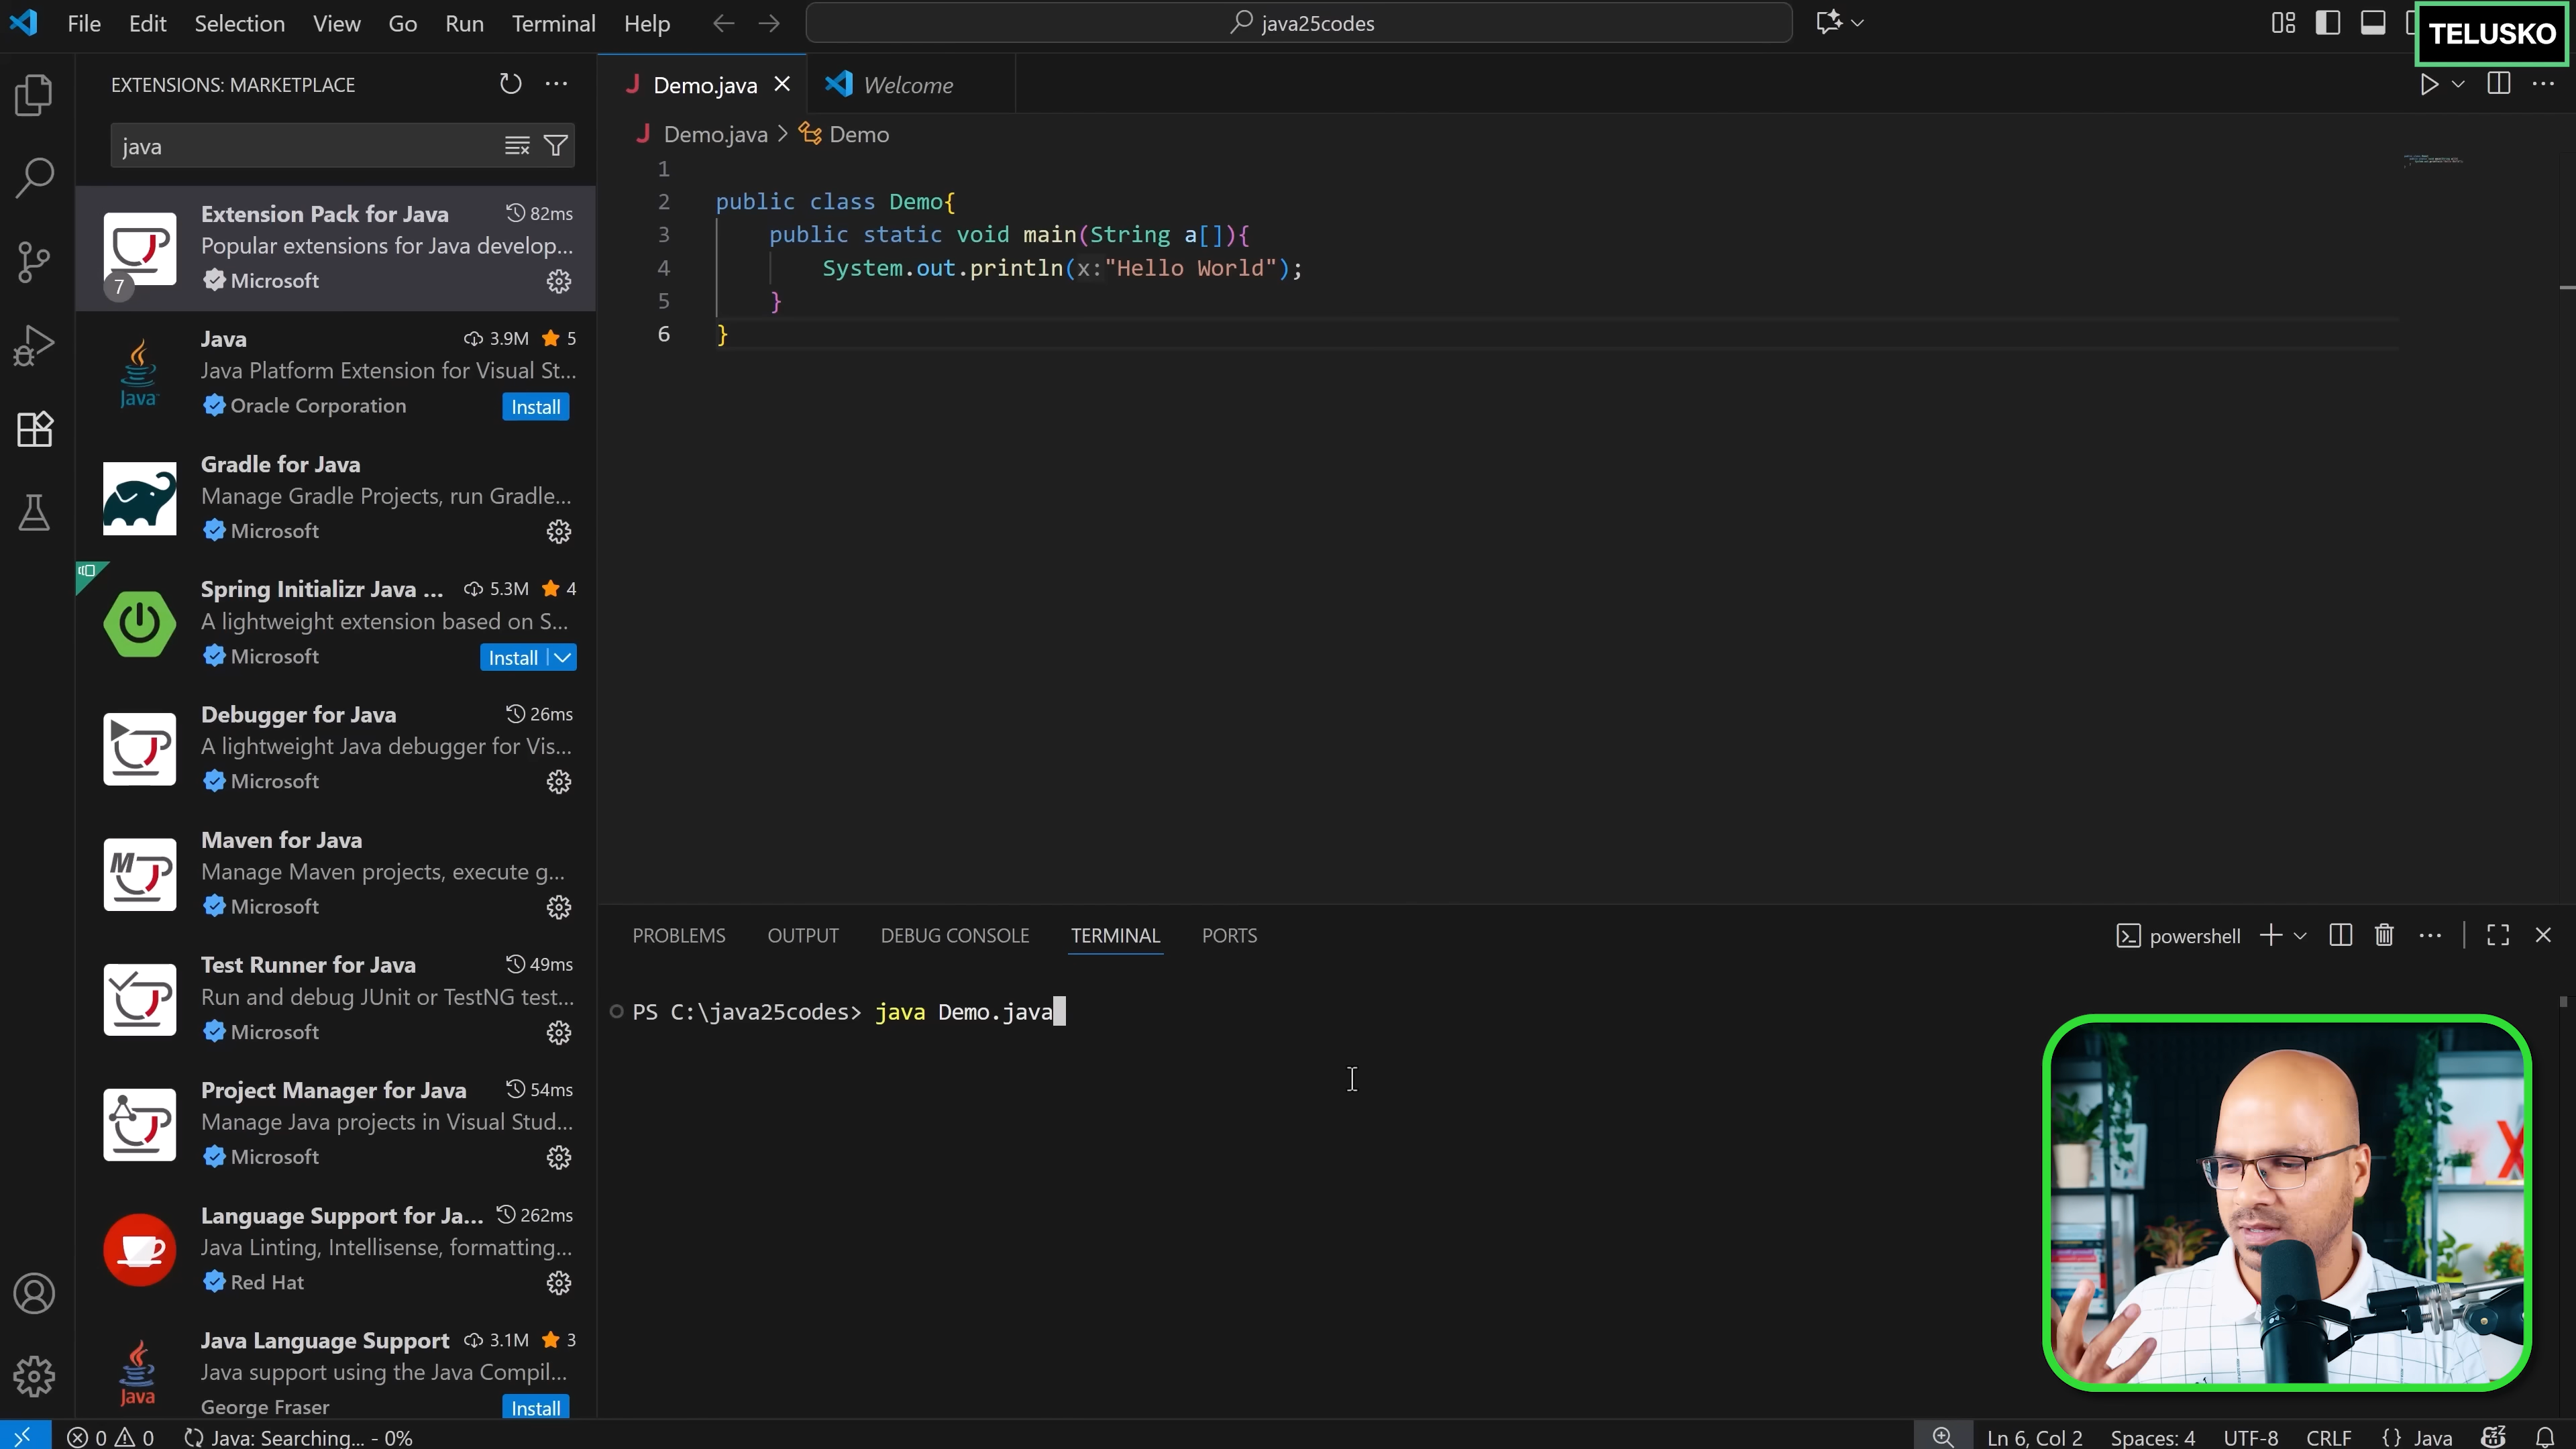 File Edit Selection View Go Run Terminal Help
java25codes
TELUSKO
EXTENSIONS: MARKETPLACE
java
Extension Pack for Java 82ms
Popular extensions for Java develop...
Microsoft
7
Java 3.9M 5
Java Platform Extension for Visual St...
Oracle Corporation Install
Java
Gradle for Java
Manage Gradle Projects, run Gradle...
Microsoft
Spring Initializr Java ... 5.3M 4
A lightweight extension based on S...
Microsoft Install
Debugger for Java 26ms
A lightweight Java debugger for Vis...
Microsoft
Maven for Java
Manage Maven projects, execute g...
Microsoft
M
Test Runner for Java 49ms
Run and debug JUnit or TestNG test...
Microsoft
Project Manager for Java 54ms
Manage Java projects in Visual Stud...
Microsoft
Language Support for Ja... 262ms
Java Linting, Intellisense, formatting...
Red Hat
Java Language Support 3.1M 3
Java support using the Java Compil...
George Fraser Install
Java
Demo.java Welcome
Demo.java > Demo
1
2 public class Demo{
3 public static void main(String a[]){
4 System.out.println(x:"Hello World");
5 }
6 }
PROBLEMS OUTPUT DEBUG CONSOLE TERMINAL PORTS
powershell
PS C:\java25codes> java Demo.java
0 0 Java: Searching... - 0%
Ln 6, Col 2 Spaces: 4 UTF-8 CRLF {} Java